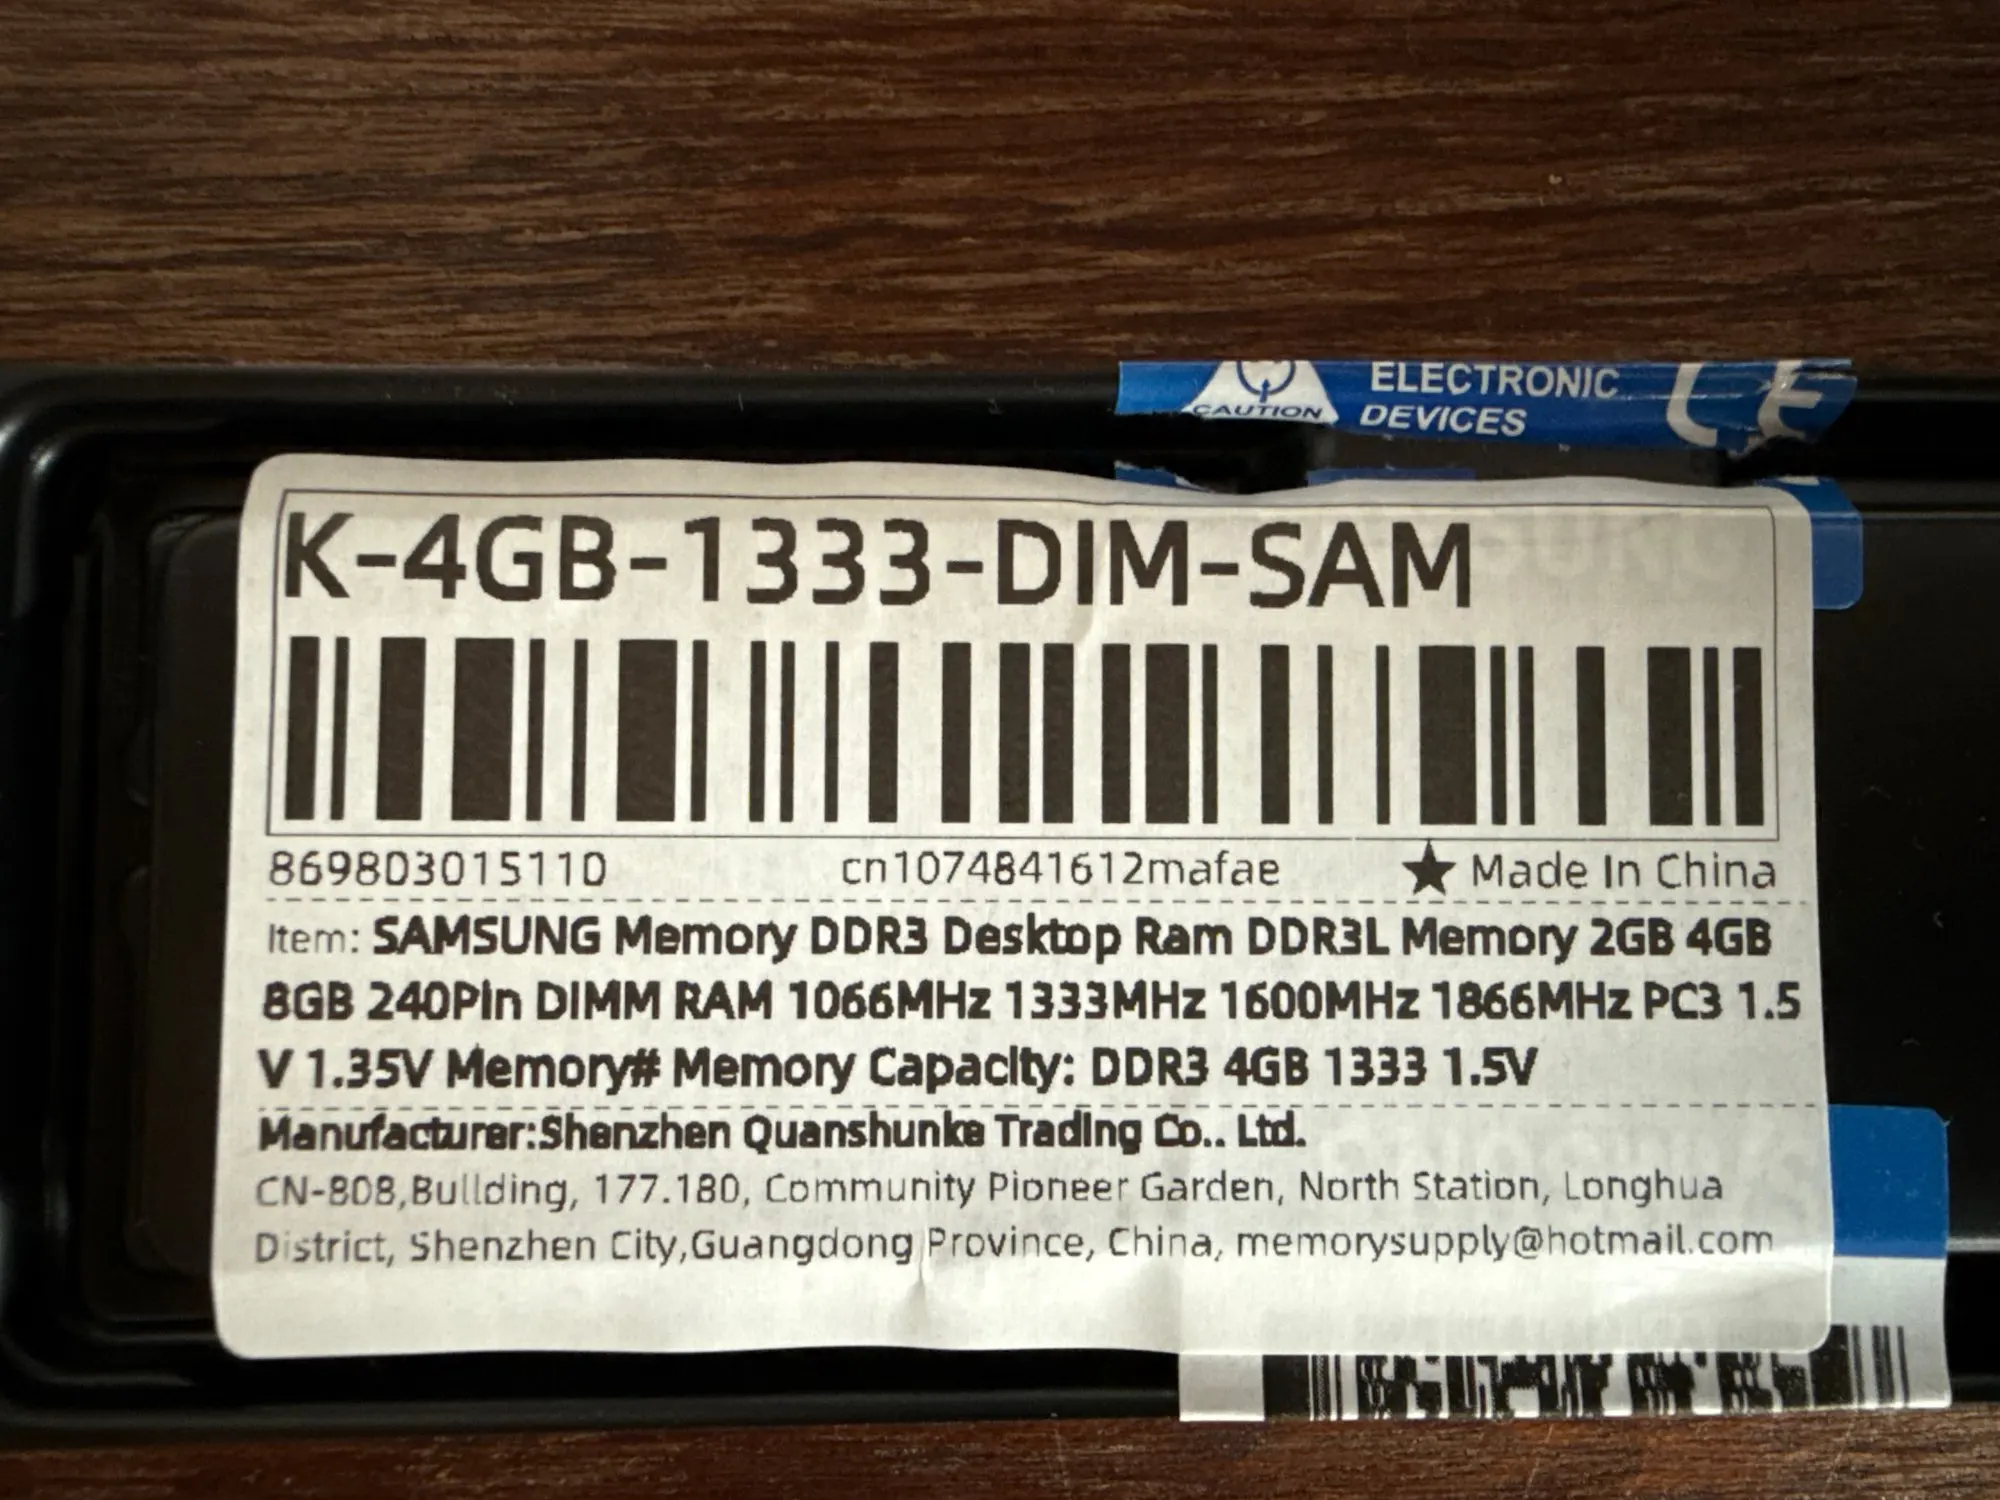 CAUTION
ELECTRONIC
DEVICES
CE
K-4GB-1333-DIM-SAM
869803015110 cn1074841612mafae ★ Made In China
Item: SAMSUNG Memory DDR3 Desktop Ram DDR3L Memory 2GB 4GB
8GB 240Pin DIMM RAM 1066MHz 1333MHz 1600MHz 1866MHz PC3 1.5
V 1.35V Memory# Memory Capacity: DDR3 4GB 1333 1.5V
Manufacturer:Shenzhen Quanshunke Trading Co.. Ltd.
CN-808,Building, 177.180, Community Pioneer Garden, North Station, Longhua
District, Shenzhen City,Guangdong Province, China, memorysupply@hotmail.com